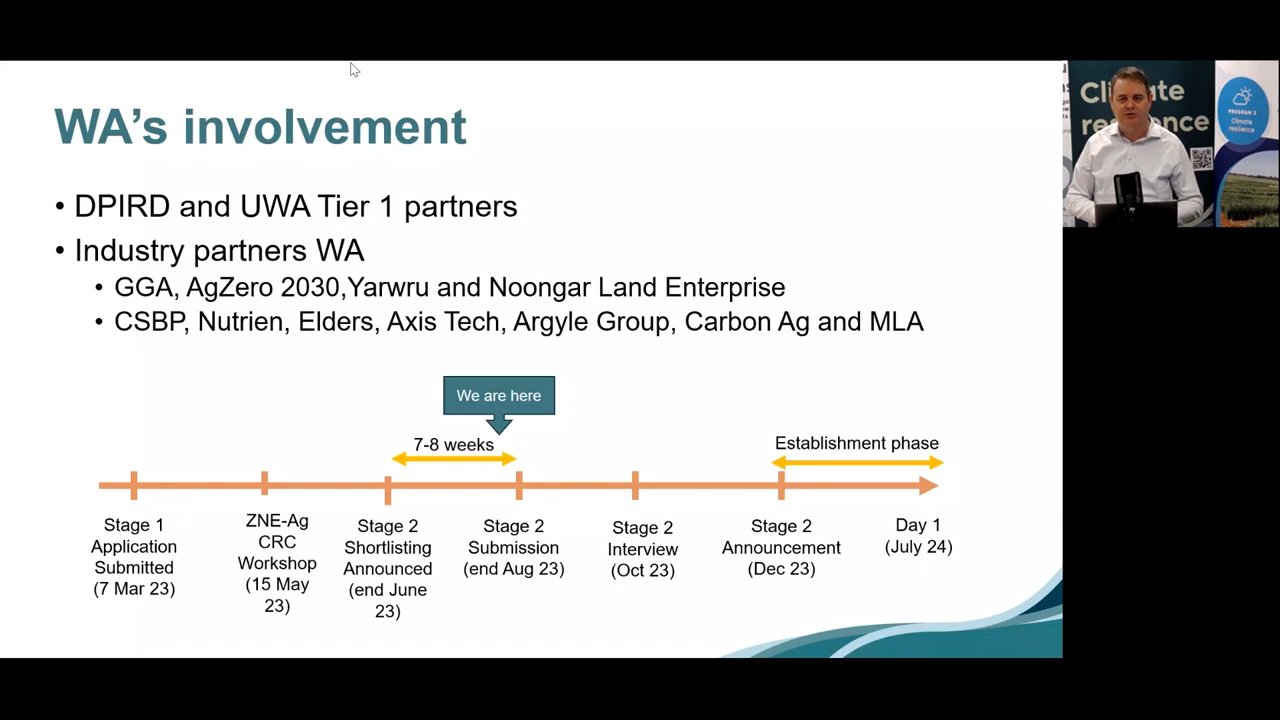 WA's involvement
• DPIRD and UWA Tier 1 partners
• Industry partners WA
• GGA, AgZero 2030,Yarwru and Noongar Land Enterprise
• CSBP, Nutrien, Elders, Axis Tech, Argyle Group, Carbon Ag and MLA
We are here
7-8 weeks
Establishment phase
Stage 1
Application
Submitted
(7 Mar 23)
ZNE-Ag
CRC
Workshop
(15 May
23)
Stage 2
Shortlisting
Announced
(end June
23)
Stage 2
Submission
(end Aug 23)
Stage 2
Interview
(Oct 23)
Stage 2
Announcement
(Dec 23)
Day 1
(July 24)
PROGRAM 3
Climate
resilience